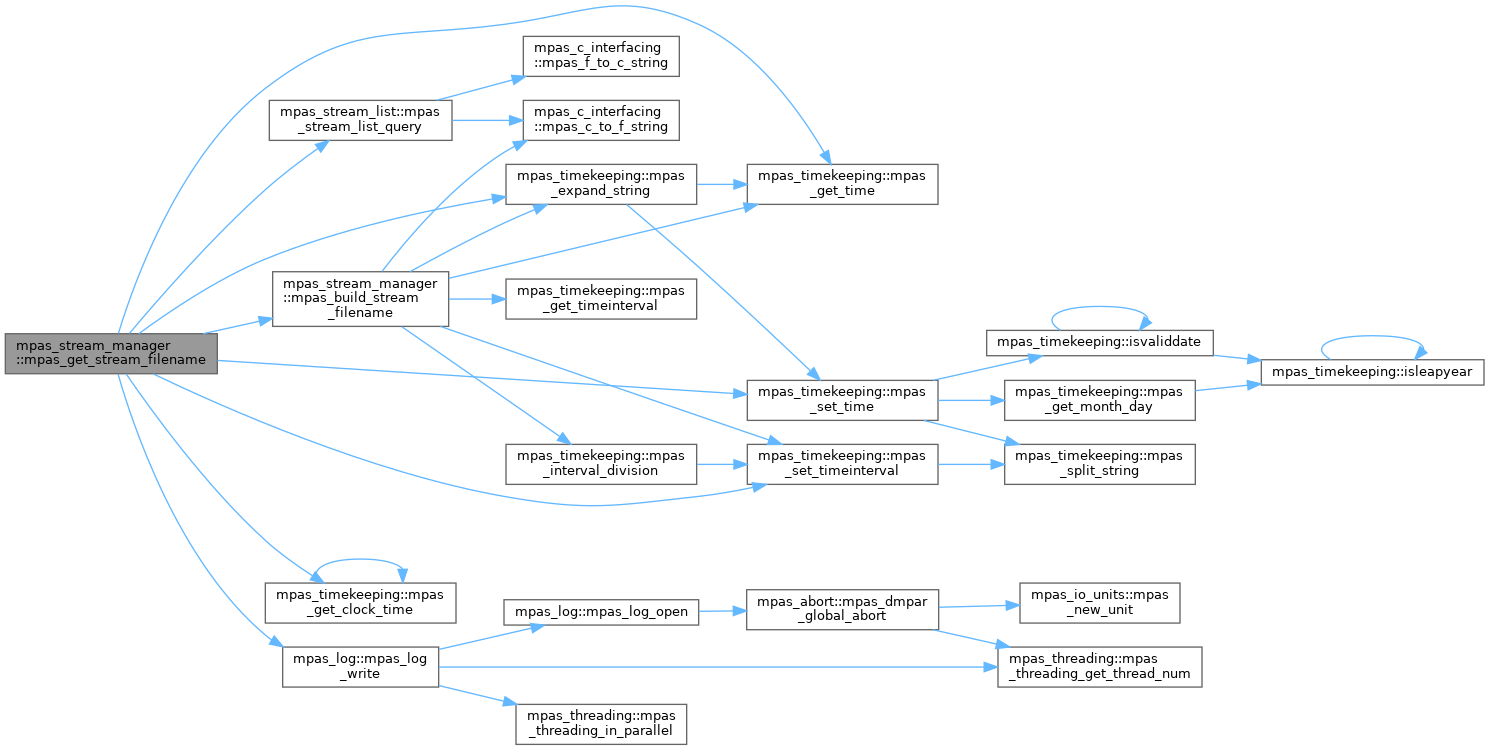 mpas_stream_manager
::mpas_get_stream_filename
mpas_stream_list::mpas
_stream_list_query
mpas_stream_manager
::mpas_build_stream
_filename
mpas_timekeeping::mpas
_get_clock_time
mpas_log::mpas_log
_write
mpas_c_interfacing
::mpas_f_to_c_string
mpas_c_interfacing
::mpas_c_to_f_string
mpas_timekeeping::mpas
_expand_string
mpas_timekeeping::mpas
_get_timeinterval
mpas_timekeeping::mpas
_interval_division
mpas_log::mpas_log_open
mpas_threading::mpas
_threading_in_parallel
mpas_timekeeping::mpas
_get_time
mpas_timekeeping::mpas
_set_time
mpas_timekeeping::mpas
_set_timeinterval
mpas_abort::mpas_dmpar
_global_abort
mpas_timekeeping::isvaliddate
mpas_timekeeping::mpas
_get_month_day
mpas_timekeeping::mpas
_split_string
mpas_io_units::mpas
_new_unit
mpas_threading::mpas
_threading_get_thread_num
mpas_timekeeping::isleapyear